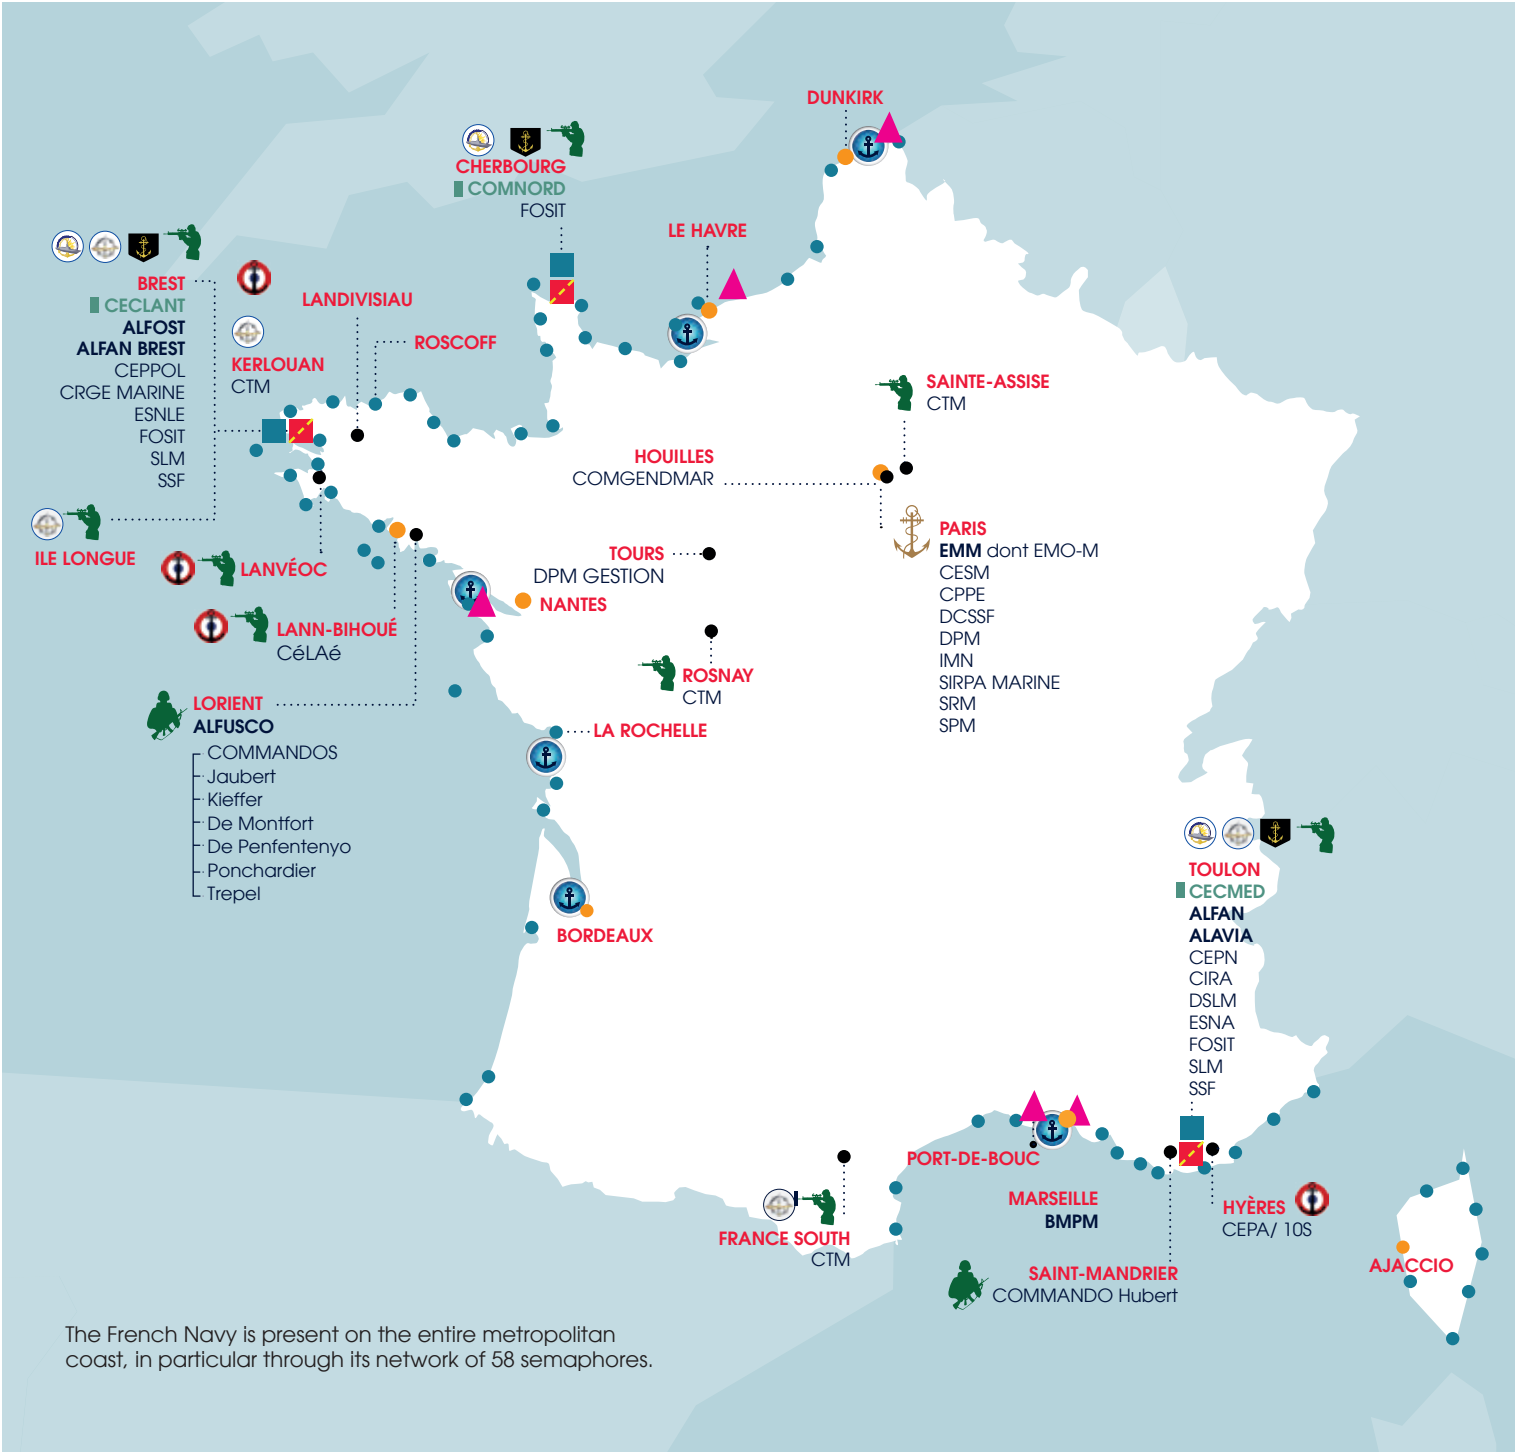 DUNKIRK
CHERBOURG
COMNORD
FOSIT
LE HAVRE
BREST
CECLANT
ALFOST
ALFAN BREST
CEPPOL
CRGE MARINE
ESNLE
FOSIT
SLM
SSF
LANDIVISIAU
ROSCOFF
KERLOUAN
CTM
SAINTE-ASSISE
CTM
HOUILLES
COMGENDMAR
ILE LONGUE
LANVÉOC
TOURS
DPM GESTION
NANTES
PARIS
EMM dont EMO-M
CESM
CPPE
DCSSF
DPM
IMN
SIRPA MARINE
SRM
SPM
LANN-BIHOUÉ
CéLAé
ROSNAY
CTM
LORIENT
ALFUSCO
COMMANDOS
Jaubert
Kieffer
De Montfort
De Penfentenyo
Ponchardier
Trepel
LA ROCHELLE
BORDEAUX
TOULON
CECMED
ALFAN
ALAVIA
CEPN
CIRA
DSLM
ESNA
FOSIT
SLM
SSF
PORT-DE-BOUC
MARSEILLE
BMPM
HYÈRES
CEPA/ 10S
FRANCE SOUTH
CTM
SAINT-MANDRIER
COMMANDO Hubert
AJACCIO
The French Navy is present on the entire metropolitan
coast, in particular through its network of 58 semaphores.